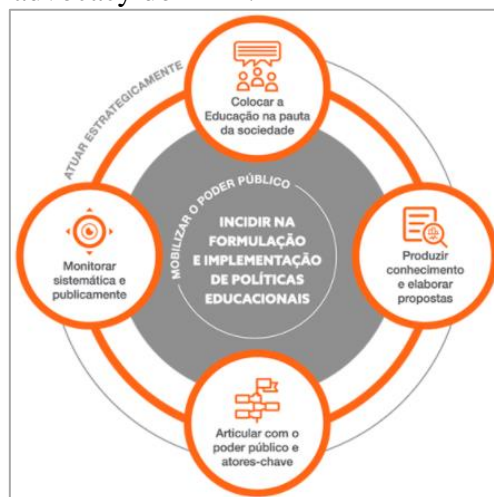 ATUAR ESTRATEGICAMENTE
Colocar a
Educação na pauta
da sociedade
MOBILIZAR O PODER PÚBLICO
INCIDIR NA
FORMULAÇÃO
E IMPLEMENTAÇÃO
DE POLÍTICAS
EDUCACIONAIS
Monitorar
sistemática e
publicamente
Produzir
conhecimento
e elaborar
propostas
Articular com o
poder público e
atores-chave